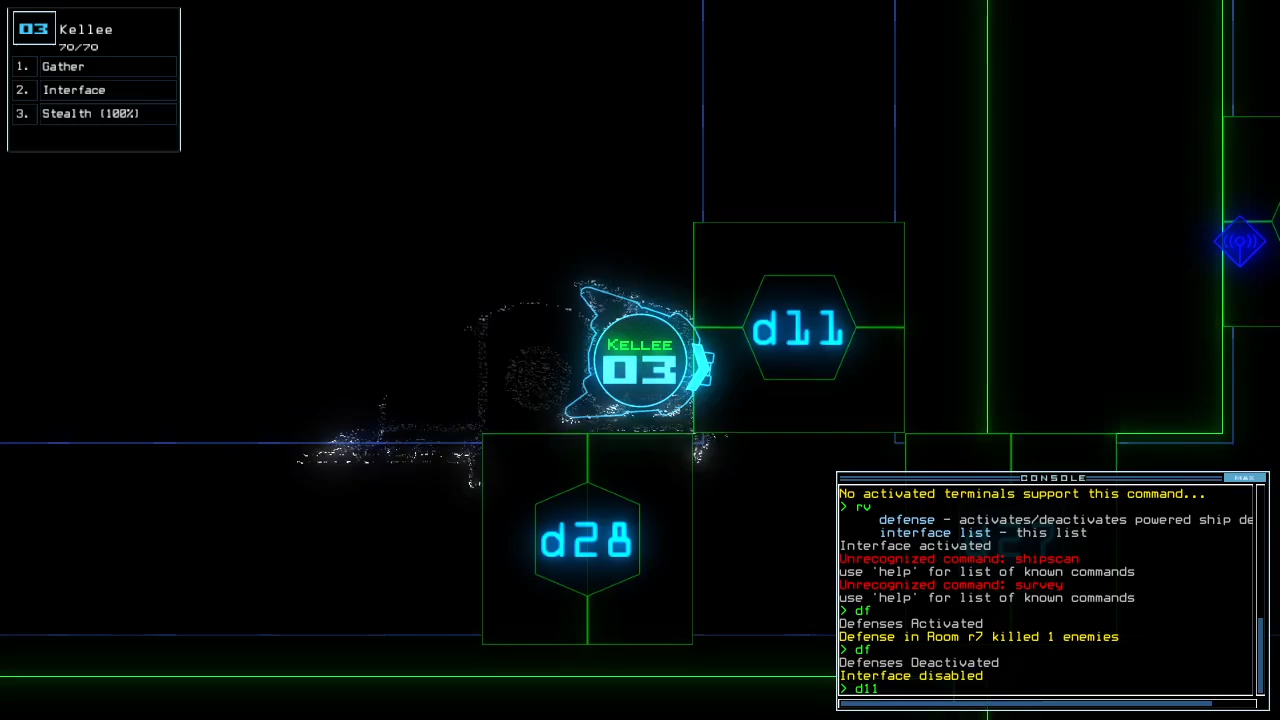 03 Kellee
70/70
1. Gather
2. Interface
3. Stealth (100%)
d11
KELLEE
03
d28
CONSOLE
MAX
No activated terminals support this command...
> rv
defense - activates/deactivates powered ship de
interface list - this list
Interface activated
Unrecognized command: shipscan
use 'help' for list of known commands
Unrecognized command: survey
use 'help' for list of known commands
> df
Defenses Activated
Defense in Room r7 killed 1 enemies
> df
Defenses Deactivated
Interface disabled
> d11